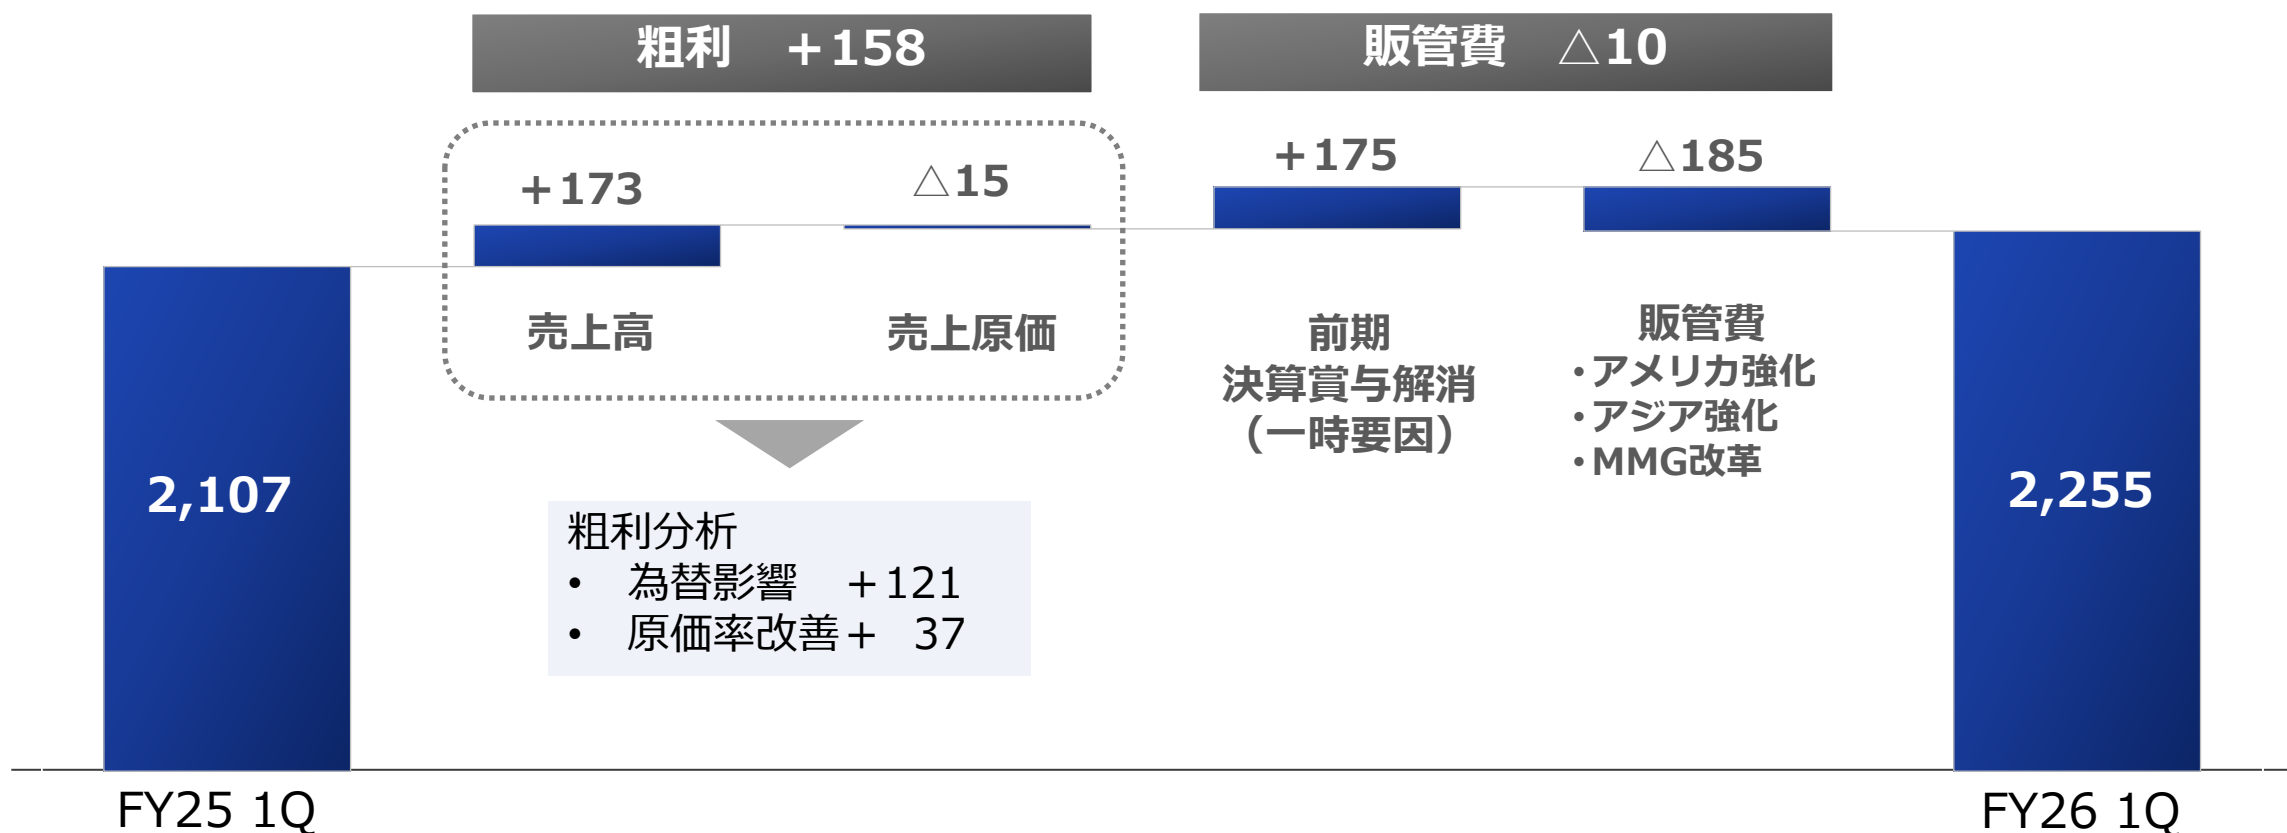 粗利　＋158
販管費　△10
＋173
△15
＋175
△185
売上高
売上原価
前期
決算賞与解消
（一時要因）
販管費
・アメリカ強化
・アジア強化
・MMG改革
2,107
2,255
粗利分析
•　為替影響　＋121
•　原価率改善＋　37
FY25 1Q
FY26 1Q